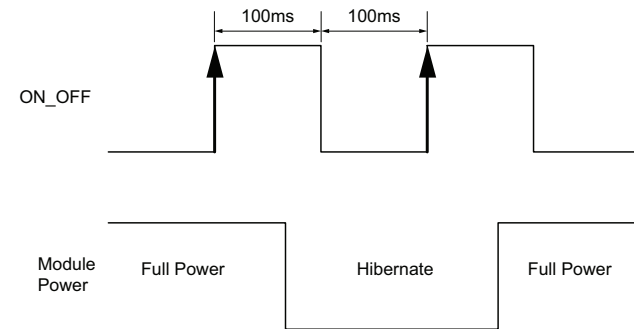 100ms 100ms
ON_OFF
Module
Power
Full Power Hibernate Full Power